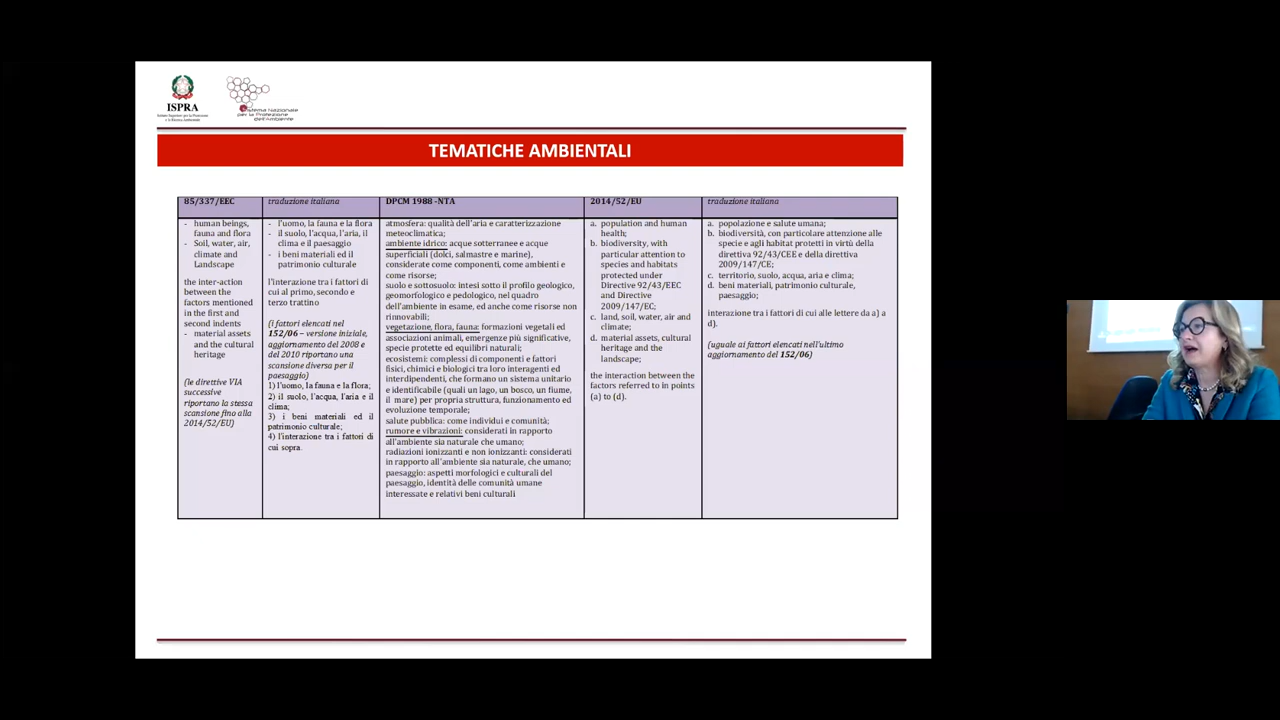 ISPRA
Istituto Superiore per la Protezione
e la Ricerca Ambientale
Sistema Nazionale
per la Protezione
dell'Ambiente
TEMATICHE AMBIENTALI
85/337/EEC
- human beings,
fauna and flora
- Soil, water, air,
climate and
Landscape
the inter-action
between the
factors mentioned
in the first and
second indents
- material assets
and the cultural
heritage
(le direttive VIA
successive
riportano la stessa
scansione fino alla
2014/52/EU)
traduzione italiana
- l'uomo, la fauna e la flora
- il suolo, l'acqua, l'aria, il
clima e il paesaggio
- i beni materiali ed il
patrimonio culturale
l'interazione tra i fattori di
cui al primo, secondo e
terzo trattino
(i fattori elencati nel
152/06 – versione iniziale,
aggiornamento del 2008 e
del 2010 riportano una
scansione diversa per il
paesaggio)
1) l'uomo, la fauna e la flora;
2) il suolo, l'acqua, l'aria e il
clima;
3) i beni materiali ed il
patrimonio culturale;
4) l'interazione tra i fattori di
cui sopra.
DPCM 1988 -NTA
atmosfera: qualità dell'aria e caratterizzazione
meteoclimatica;
ambiente idrico: acque sotterranee e acque
superficiali (dolci, salmastre e marine),
considerate come componenti, come ambienti e
come risorse;
suolo e sottosuolo: intesi sotto il profilo geologico,
geomorfologico e pedologico, nel quadro
dell'ambiente in esame, ed anche come risorse non
rinnovabili;
vegetazione, flora, fauna: formazioni vegetali ed
associazioni animali, emergenze più significative,
specie protette ed equilibri naturali;
ecosistemi: complessi di componenti e fattori
fisici, chimici e biologici tra loro interagenti ed
interdipendenti, che formano un sistema unitario
e identificabile (quali un lago, un bosco, un fiume,
il mare) per propria struttura, funzionamento ed
evoluzione temporale;
salute pubblica: come individui e comunità;
rumore e vibrazioni: considerati in rapporto
all'ambiente sia naturale che umano;
radiazioni ionizzanti e non ionizzanti: considerati
in rapporto all'ambiente sia naturale, che umano;
paesaggio: aspetti morfologici e culturali del
paesaggio, identità delle comunità umane
interessate e relativi beni culturali
2014/52/EU
a. population and human
health;
b. biodiversity, with
particular attention to
species and habitats
protected under
Directive 92/43/EEC
and Directive
2009/147/EC;
c. land, soil, water, air and
climate;
d. material assets, cultural
heritage and the
landscape;
the interaction between the
factors referred to in points
(a) to (d).
traduzione italiana
a. popolazione e salute umana;
b. biodiversità, con particolare attenzione alle
specie e agli habitat protetti in virtù della
direttiva 92/43/CEE e della direttiva
2009/147/CE;
c. territorio, suolo, acqua, aria e clima;
d. beni materiali, patrimonio culturale,
paesaggio;
interazione tra i fattori di cui alle lettere da a) a
d).
(uguale ai fattori elencati nell'ultimo
aggiornamento del 152/06)